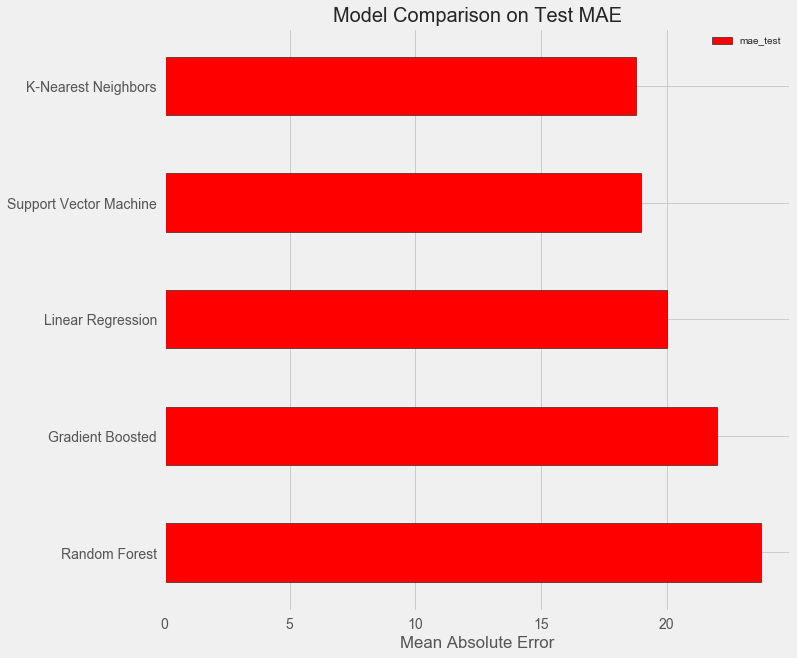 Model Comparison on Test MAE
mae_test
K-Nearest Neighbors
Support Vector Machine
Linear Regression
Gradient Boosted
Random Forest
0 5 10 15 20
Mean Absolute Error